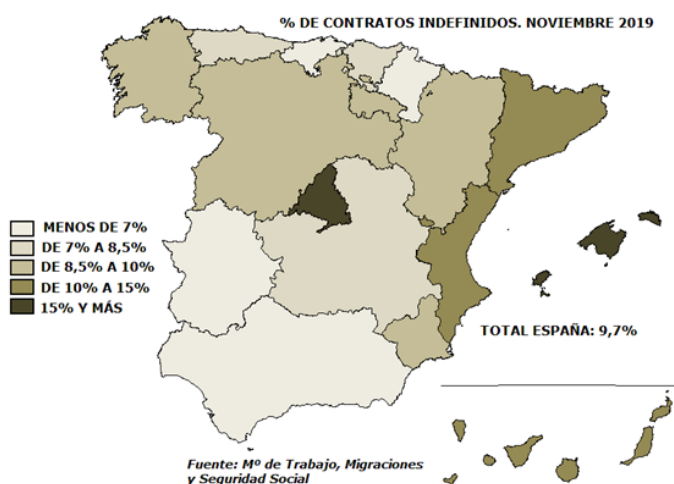 % DE CONTRATOS INDEFINIDOS. NOVIEMBRE 2019
MENOS DE 7%
DE 7% A 8,5%
DE 8,5% A 10%
DE 10% A 15%
15% Y MÁS
TOTAL ESPAÑA: 9,7%
Fuente: Mº de Trabajo, Migraciones
y Seguridad Social